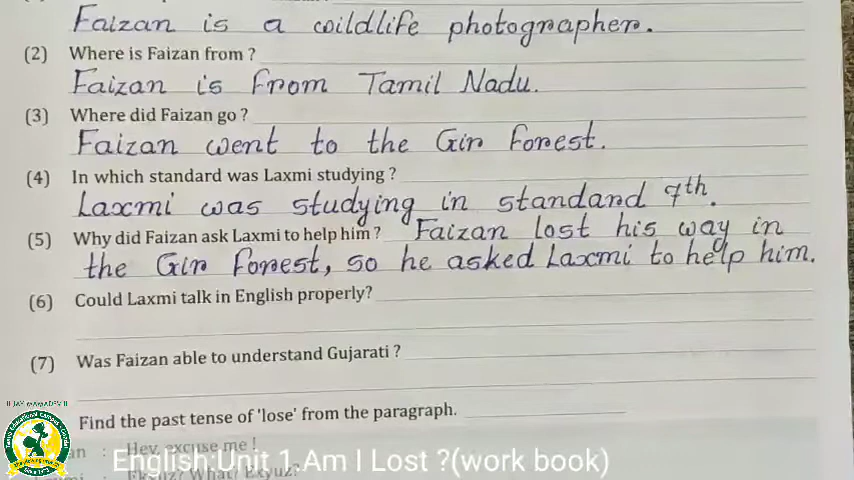 Faizan is a wildlife photographer.
(2) Where is Faizan from ?
Faizan is from Tamil Nadu.
(3) Where did Faizan go ?
Faizan went to the Gir Forest.
(4) In which standard was Laxmi studying ?
Laxmi was studying in standard 7th.
(5) Why did Faizan ask Laxmi to help him ? Faizan lost his way in
the Gir Forest, so he asked Laxmi to help him.
(6) Could Laxmi talk in English properly?
(7) Was Faizan able to understand Gujarati ?
Find the past tense of 'lose' from the paragraph.
: Hey, excuse me !
English:Unit 1 Am I Lost ?(work book)